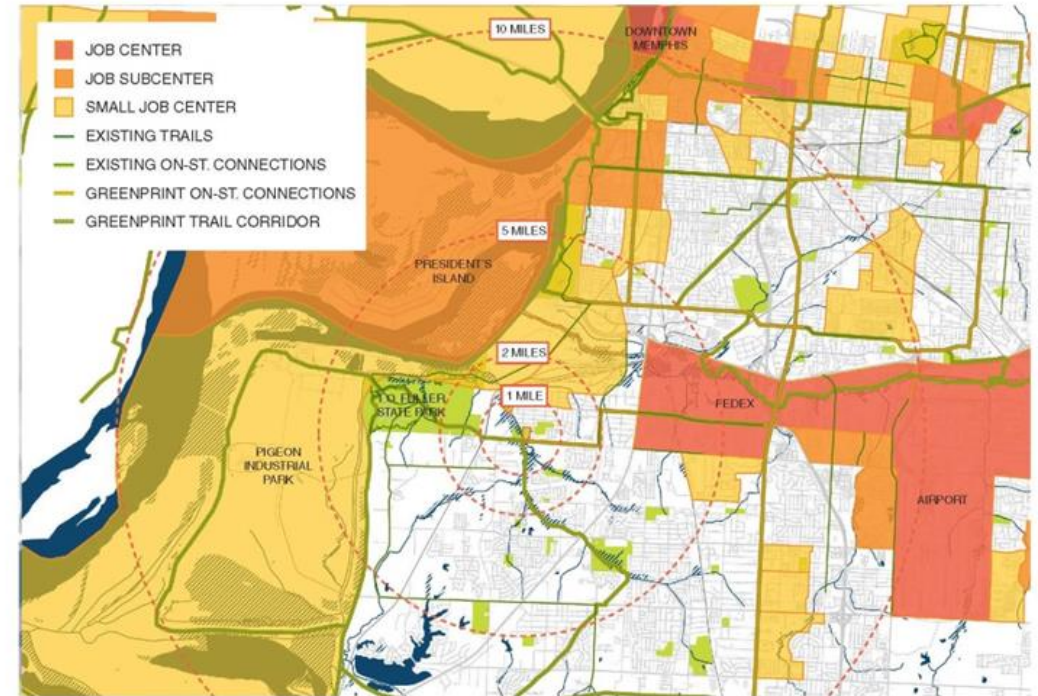 JOB CENTER
JOB SUBCENTER
SMALL JOB CENTER
EXISTING TRAILS
EXISTING ON-ST. CONNECTIONS
GREENPRINT ON-ST. CONNECTIONS
GREENPRINT TRAIL CORRIDOR
10 MILES
DOWNTOWN
MEMPHIS
5 MILES
PRESIDENT'S
ISLAND
2 MILES
1 MILE
T.O. FULLER
STATE PARK
FEDEX
PIGEON
INDUSTRIAL
PARK
AIRPORT